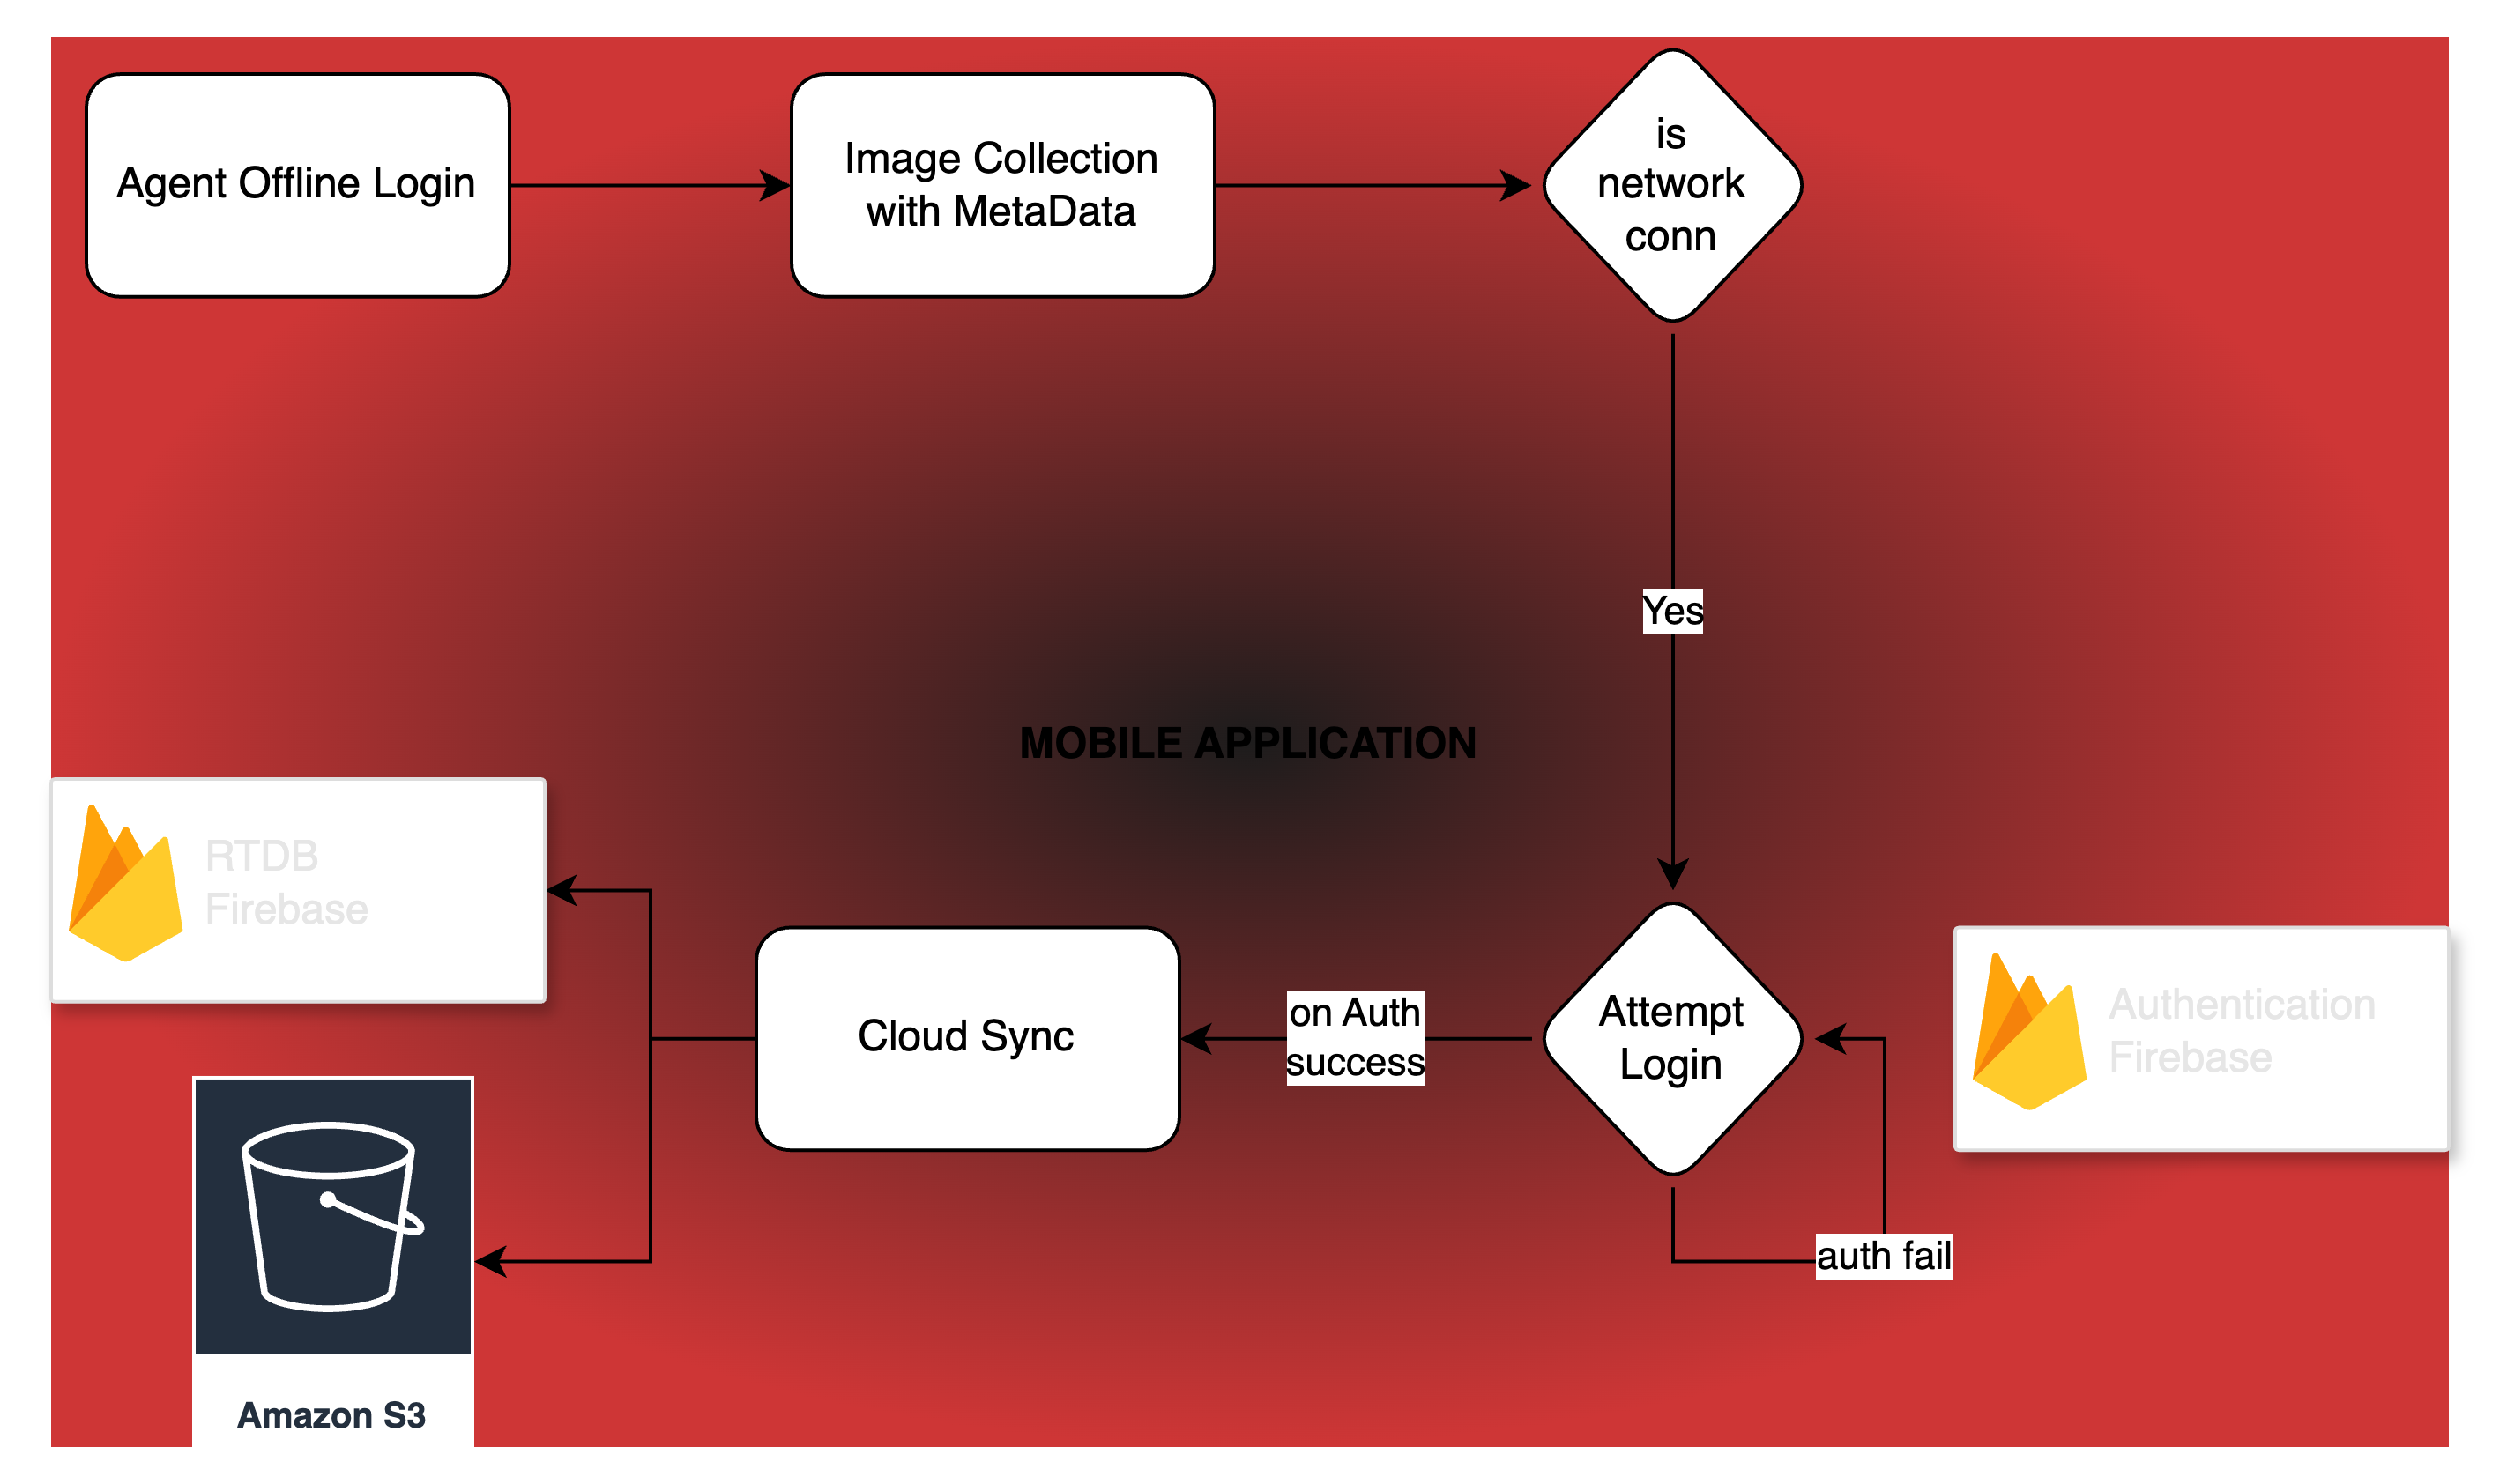 Agent Offline Login
Image Collection
with MetaData
is
network
conn
Yes
MOBILE APPLICATION
RTDB
Firebase
Cloud Sync
on Auth
success
Attempt
Login
Authentication
Firebase
auth fail
Amazon S3